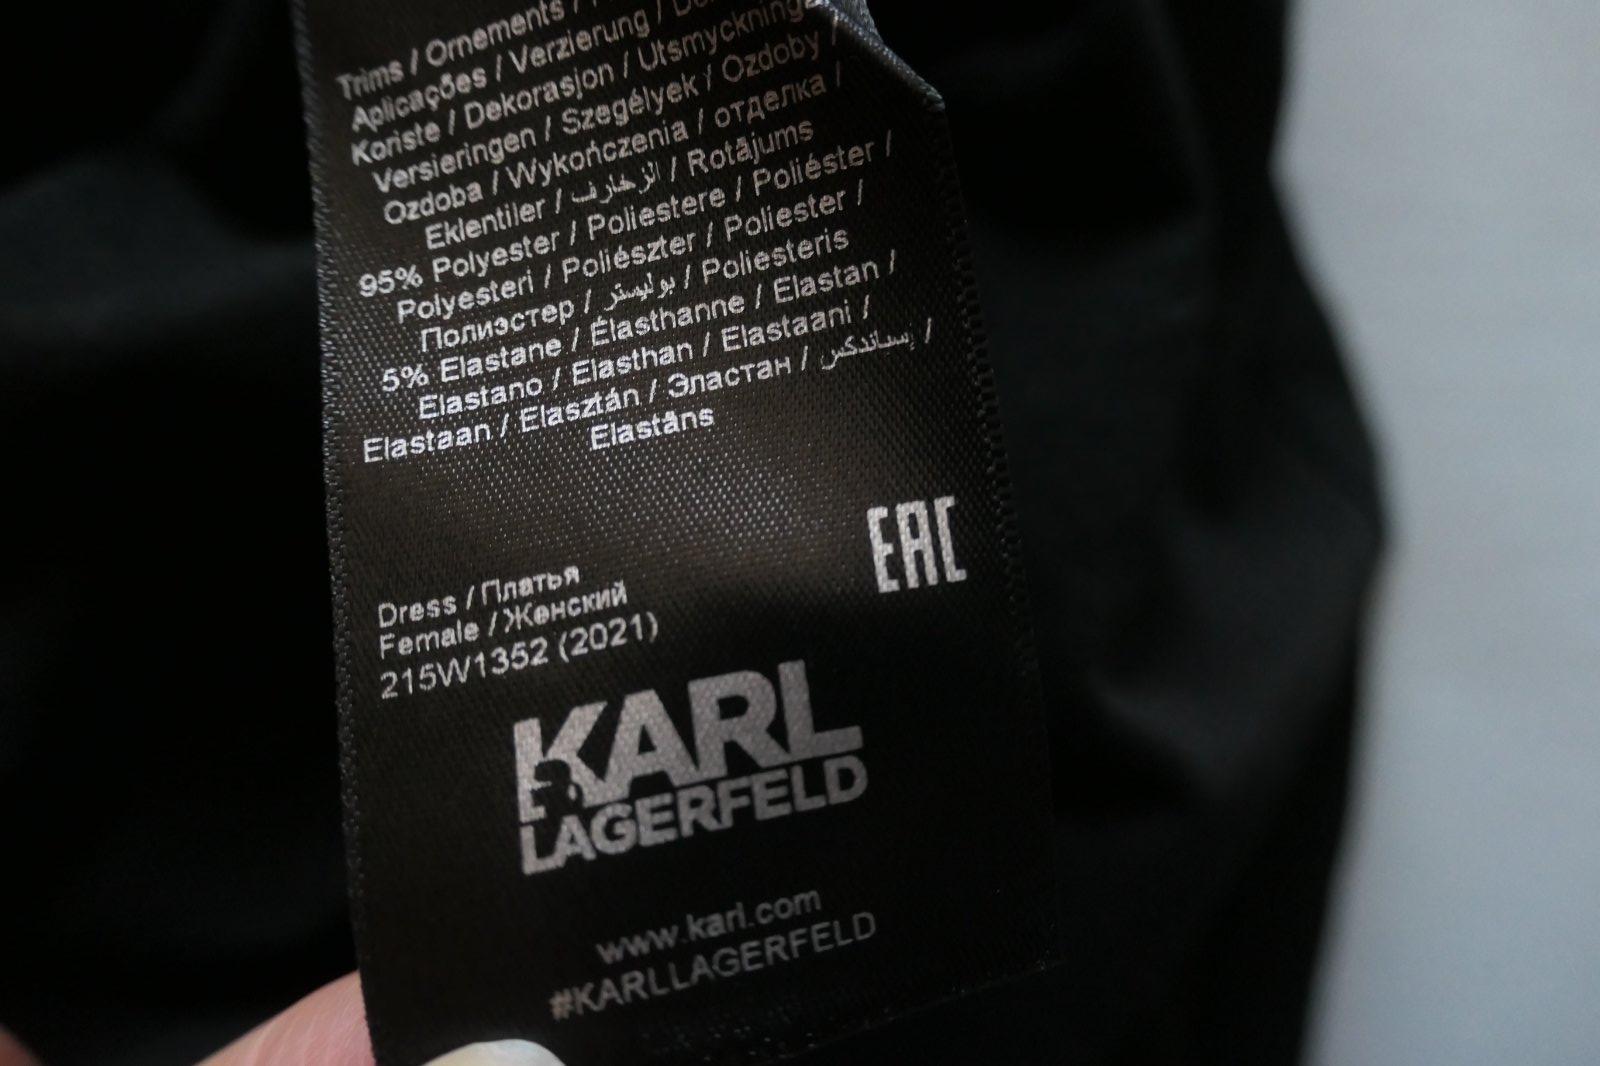 Trims / Ornements /
Aplicações / Verzierung /
Koriste / Dekorasjon / Utsmyckning
Versieringen / Szegélyek / Ozdoby /
Ozdoba / Wykończenia / отделка /
Eklentiler / الزخارف / Rotājums
95% Polyester / Poliestere / Poliéster /
Polyesteri / Poliészter / Poliester /
Полиэстер / بوليستر / Poliesteris
5% Elastane / Élasthanne / Elastan /
Elastano / Elasthan / Elastaani /
Elastaan / Elasztán / Эластан / إسباندكس /
Elastāns
EAC
Dress / Платья
Female / Женский
215W1352 (2021)
KARL
LAGERFELD
www.karl.com
#KARLLAGERFELD